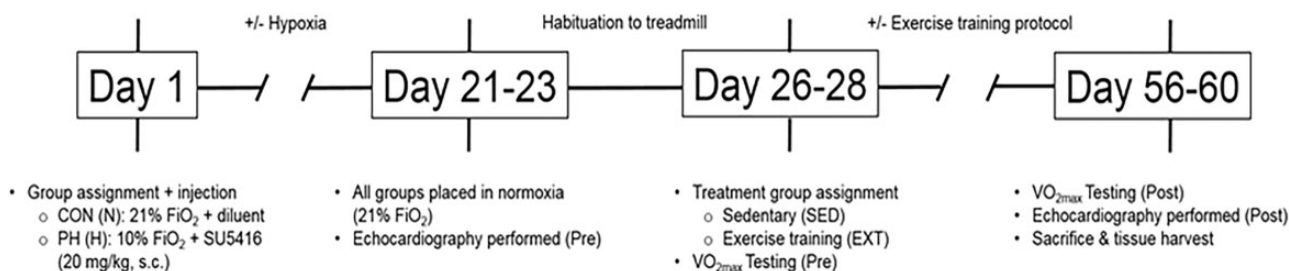 +/- Hypoxia
Habituation to treadmill
+/- Exercise training protocol
Day 1
Day 21-23
Day 26-28
Day 56-60
• Group assignment + injection
o CON (N): 21% FiO₂ + diluent
o PH (H): 10% FiO₂ + SU5416
(20 mg/kg, s.c.)
• All groups placed in normoxia
(21% FiO₂)
• Echocardiography performed (Pre)
• Treatment group assignment
o Sedentary (SED)
o Exercise training (EXT)
• VO₂max Testing (Pre)
• VO₂max Testing (Post)
• Echocardiography performed (Post)
• Sacrifice & tissue harvest